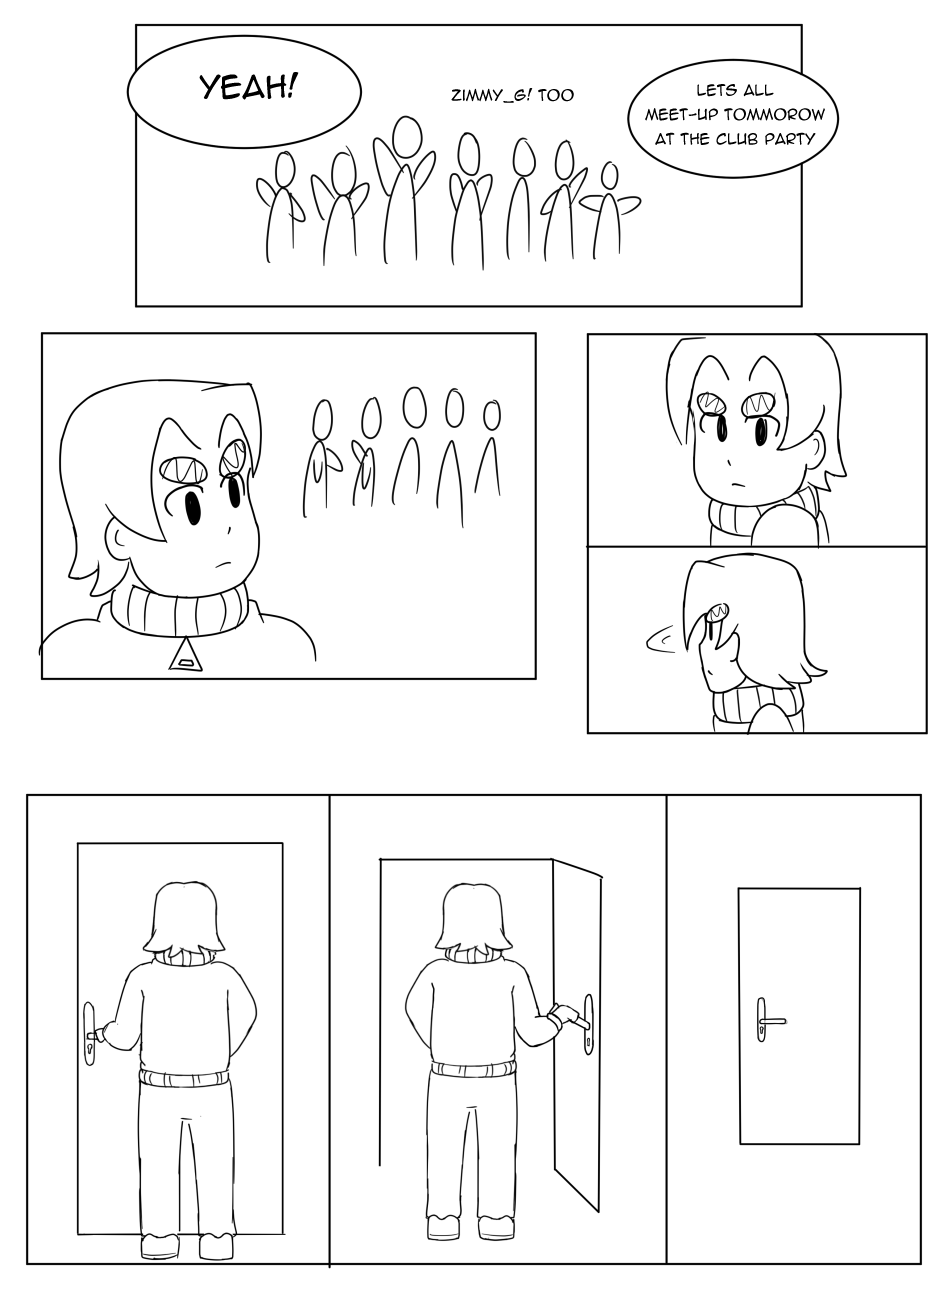 YEAH!
ZIMMY_G! TOO
LETS ALL
MEET-UP TOMMOROW
AT THE CLUB PARTY